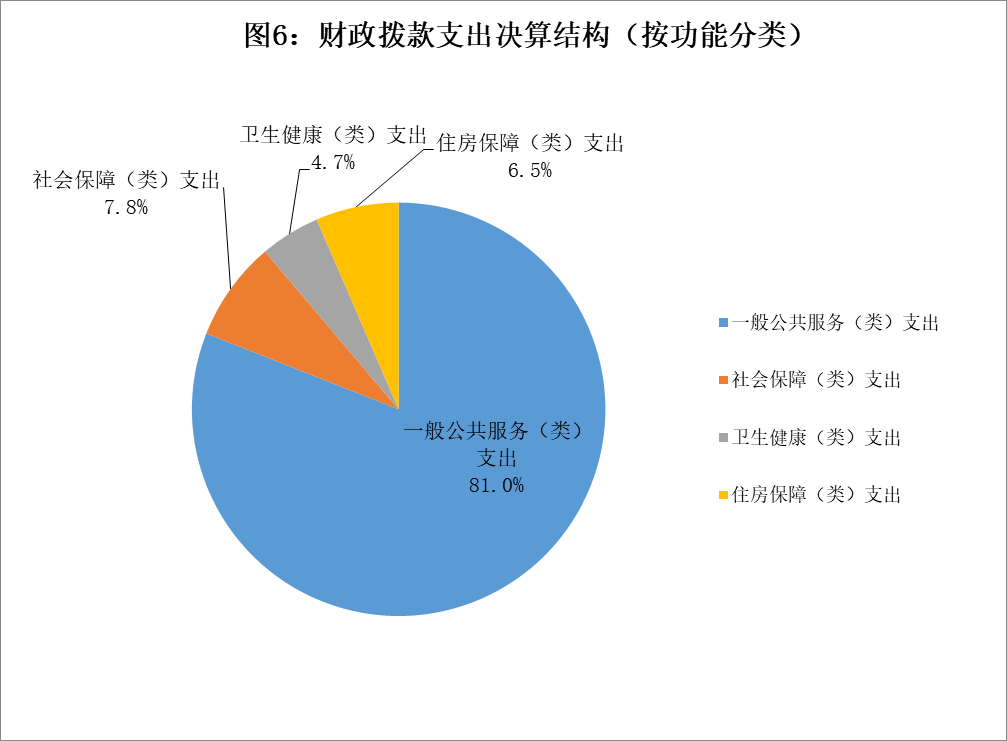 图6：财政拨款支出决算结构（按功能分类）
卫生健康（类）支出
4.7%
住房保障（类）支出
6.5%
社会保障（类）支出
7.8%
一般公共服务（类）
支出
81.0%
一般公共服务（类）支出
社会保障（类）支出
卫生健康（类）支出
住房保障（类）支出